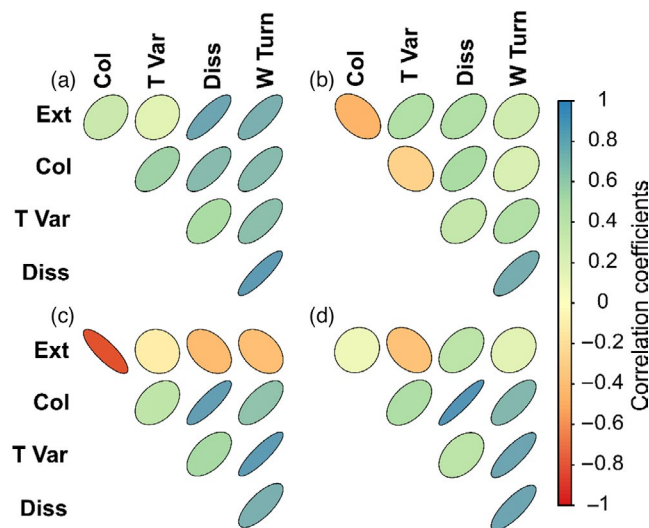 (a) Col T Var Diss W Turn
(b) Col T Var Diss W Turn
Ext
Col
T Var
Diss
(c)
(d)
Ext
Col
T Var
Diss
1
0.8
0.6
0.4
0.2
0
−0.2
−0.4
−0.6
−0.8
−1
Correlation coefficients